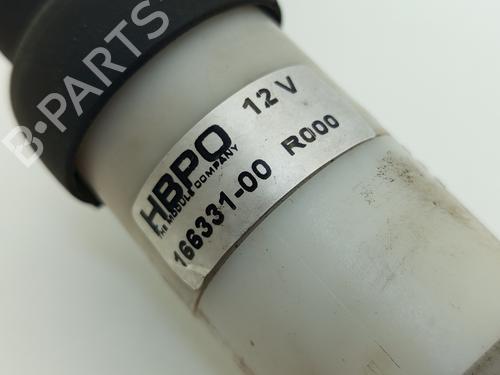 B-PARTS
HBPO 12 V
THE MODULE COMPANY
166331-00 R000